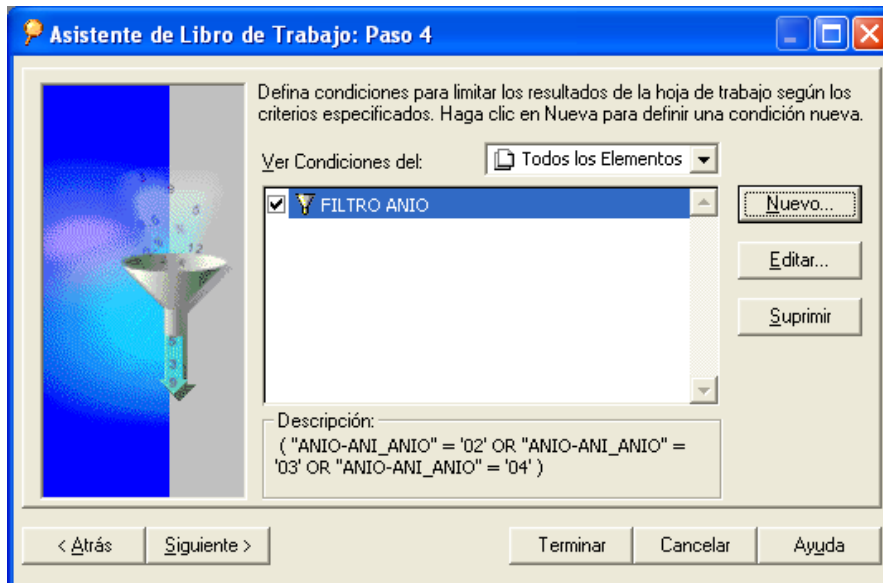 Asistente de Libro de Trabajo: Paso 4
Defina condiciones para limitar los resultados de la hoja de trabajo según los
criterios especificados. Haga clic en Nueva para definir una condición nueva.
Ver Condiciones del: Todos los Elementos
FILTRO ANIO
Nuevo...
Editar...
Suprimir
Descripción:
( "ANIO-ANI_ANIO" = '02' OR "ANIO-ANI_ANIO" =
'03' OR "ANIO-ANI_ANIO" = '04' )
< Atrás Siguiente > Terminar Cancelar Ayuda